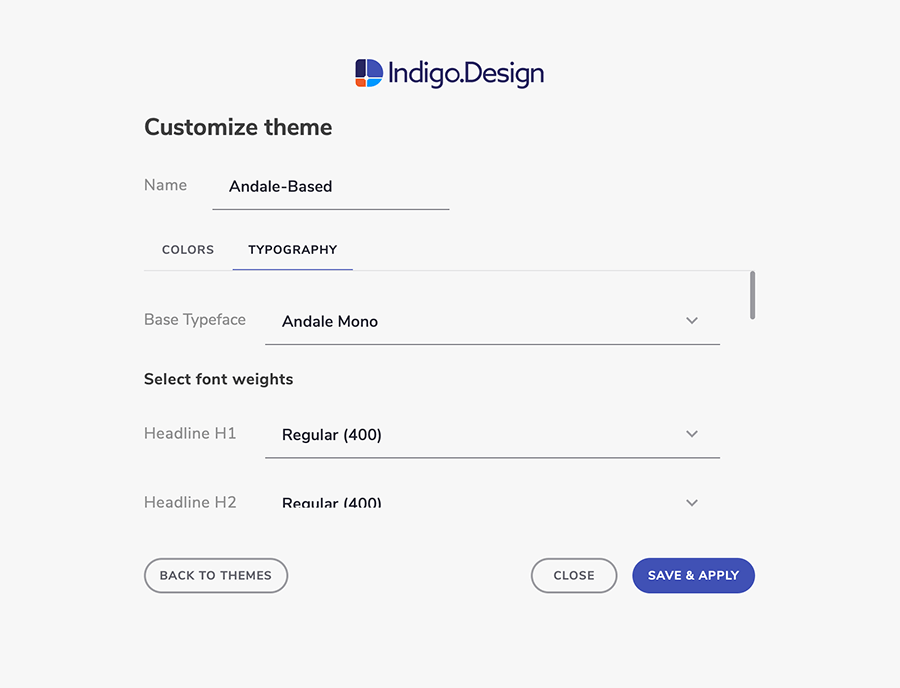 Indigo.Design
Customize theme
Name Andale-Based
COLORS TYPOGRAPHY
Base Typeface Andale Mono
Select font weights
Headline H1 Regular (400)
Headline H2 Regular (400)
BACK TO THEMES CLOSE SAVE & APPLY